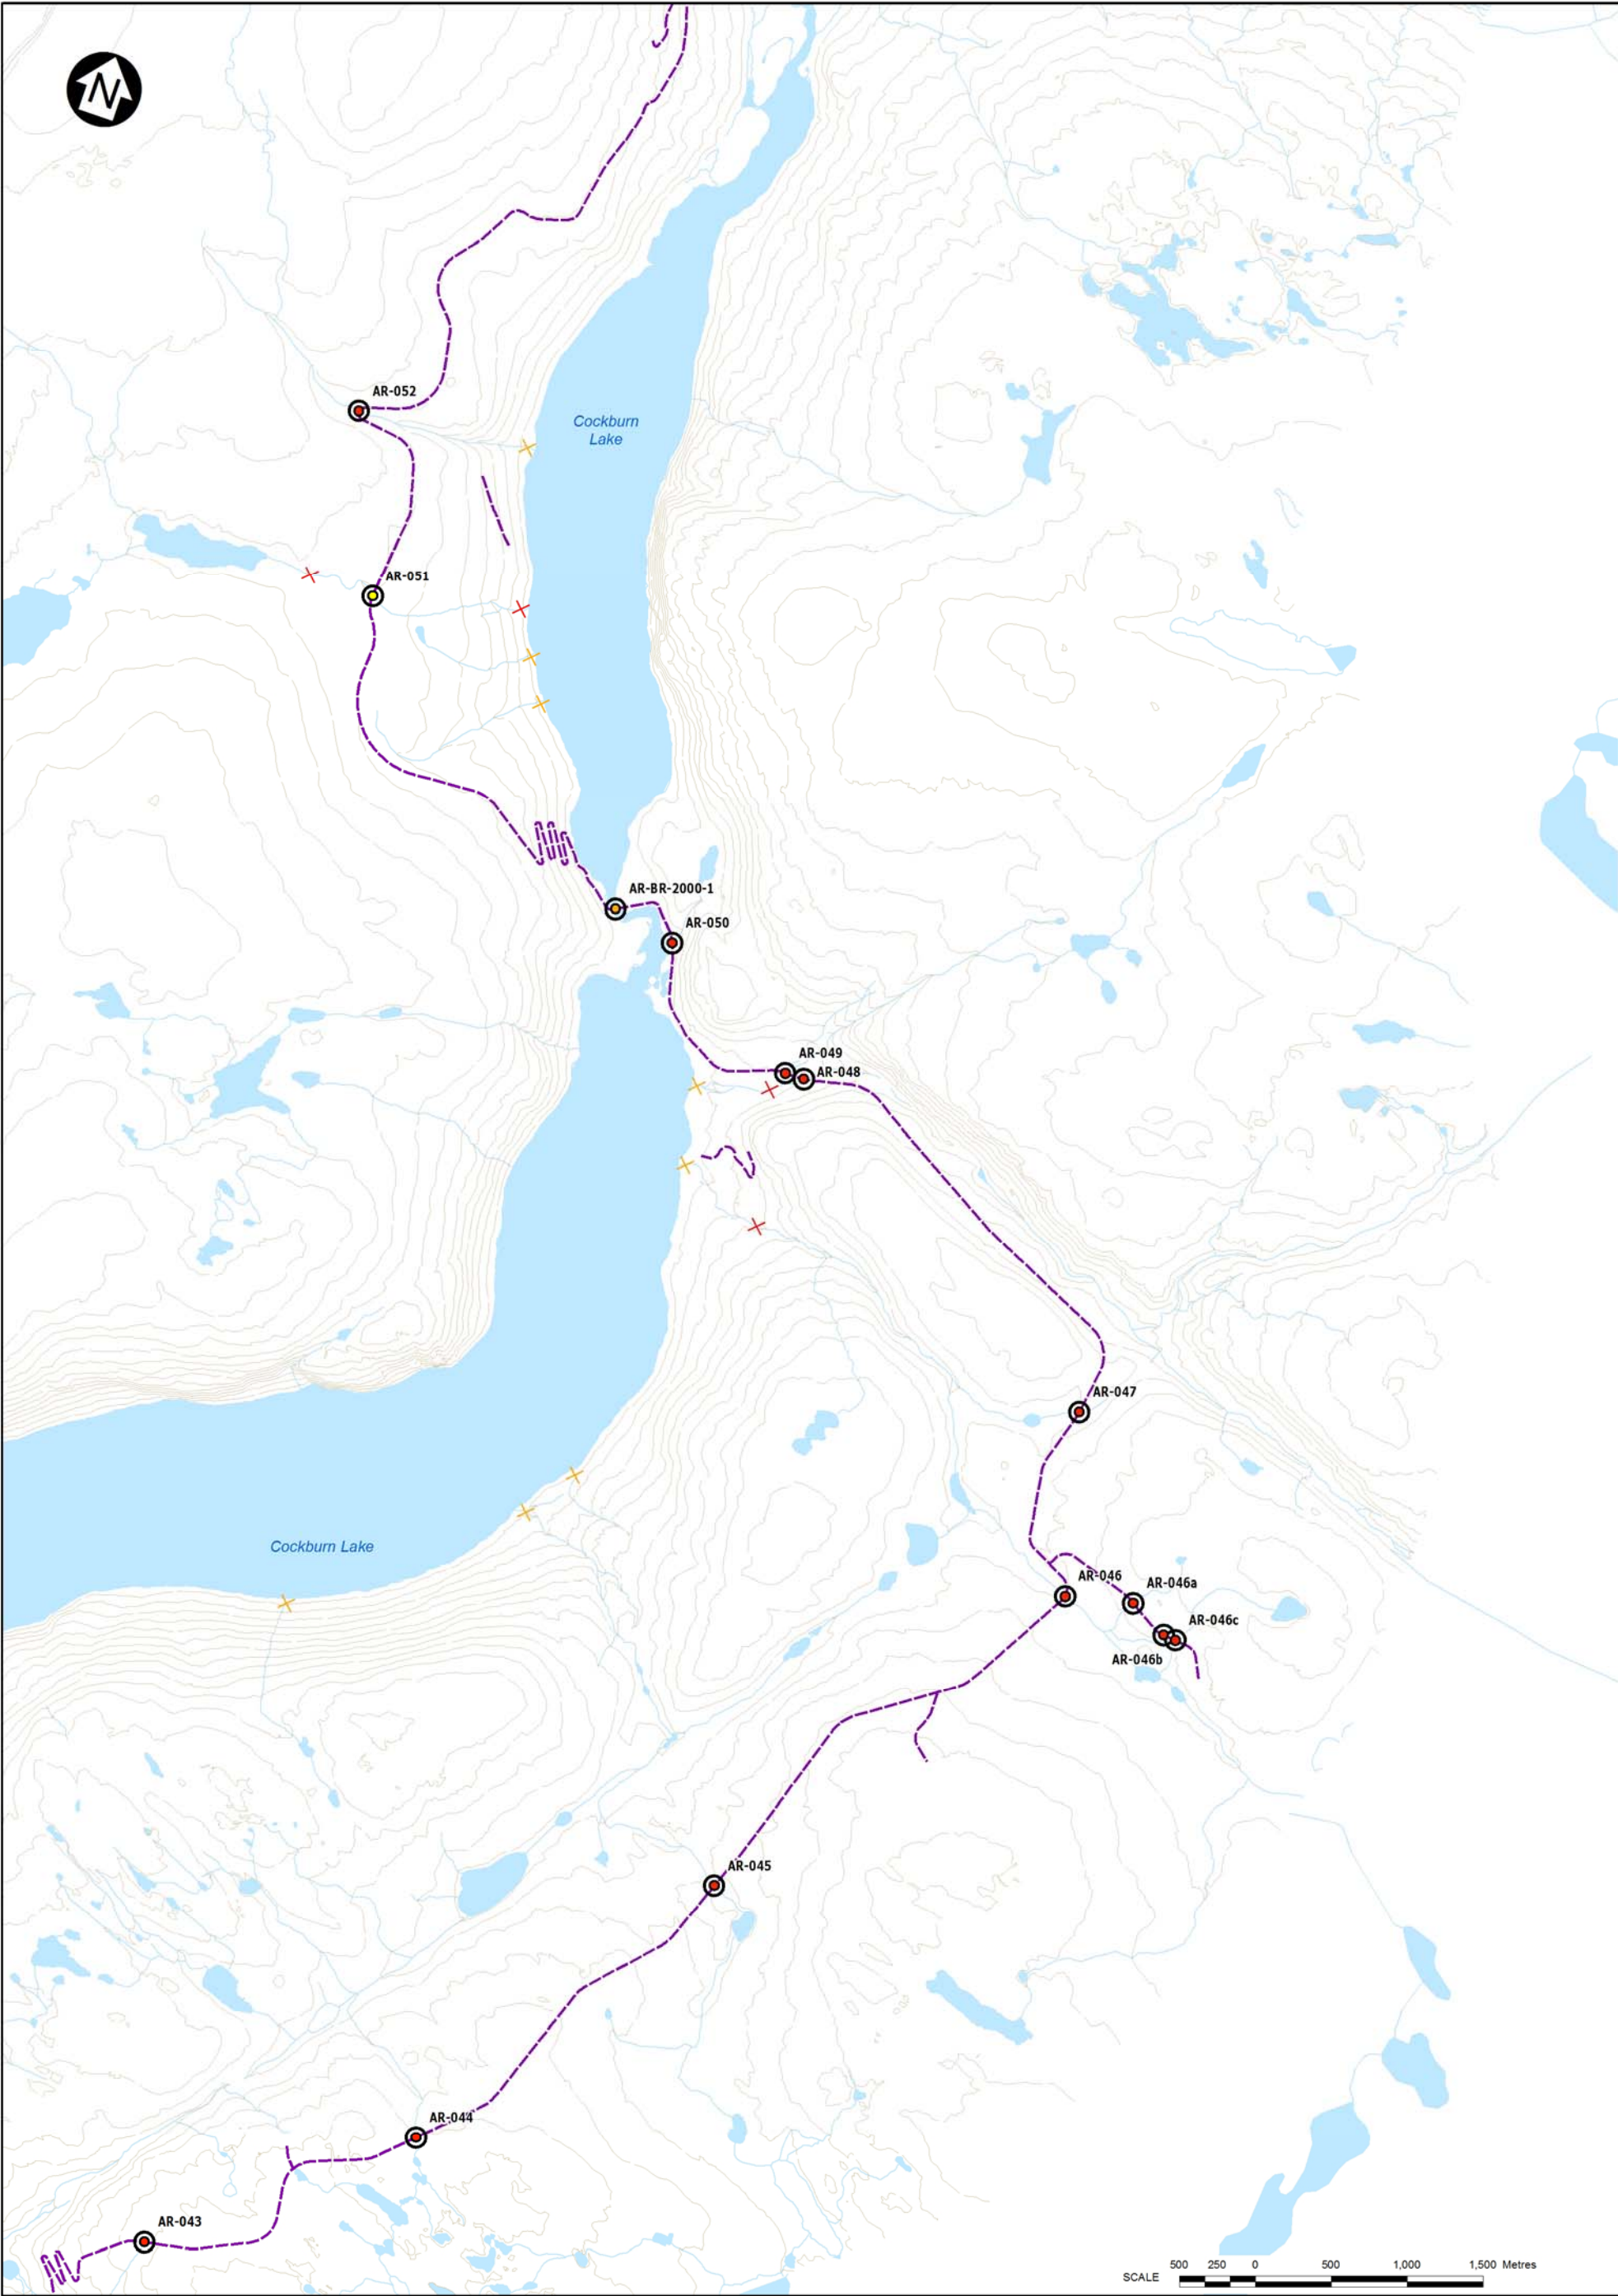 N
AR-052
Cockburn
Lake
AR-051
AR-BR-2000-1
AR-050
AR-049
AR-048
AR-047
Cockburn Lake
AR-046
AR-046a
AR-046c
AR-046b
AR-045
AR-044
AR-043
500 250 0 500 1,000 1,500 Metres
SCALE